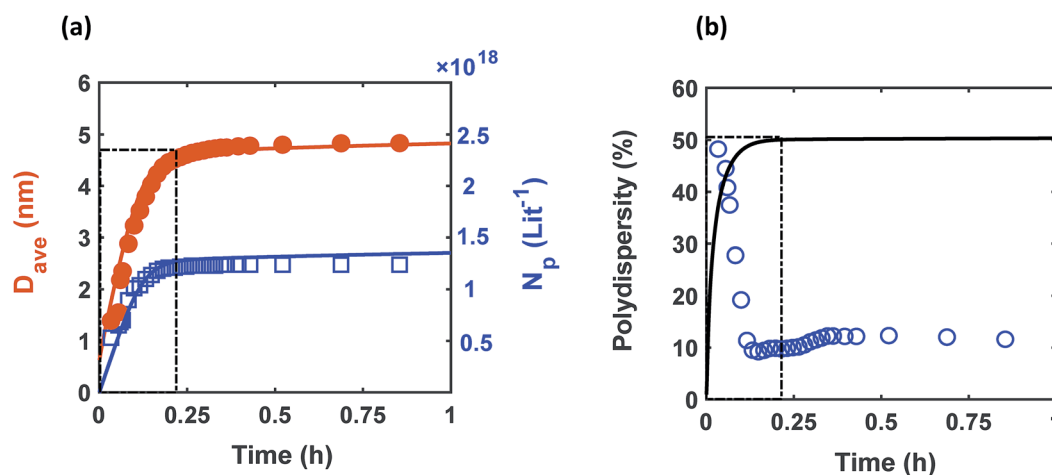 (a)
×10^18
6
5
4
3
2
1
0
D_ave (nm)
2.5
2
1.5
1
0.5
N_p (Lit^-1)
0 0.25 0.5 0.75 1
Time (h)
(b)
60
50
40
30
20
10
0
Polydispersity (%)
0 0.25 0.5 0.75 1
Time (h)